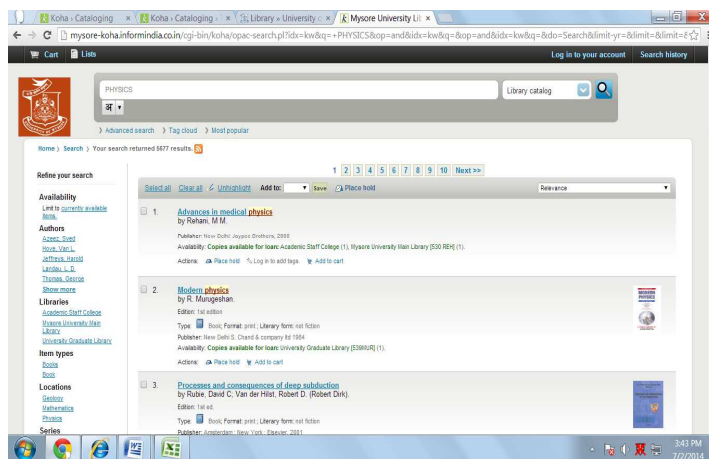 Koha › Cataloging
Koha › Cataloging ›
Library » University o
Mysore University Lib
mysore-koha.informindia.co.in/cgi-bin/koha/opac-search.pl?idx=kw&q=+PHYSICS&op=and&idx=kw&q=&op=and&idx=kw&q=&do=Search&limit-yr=&limit=&limit=
Cart Lists Log in to your account Search history
PHYSICS Library catalog
अ
Advanced search Tag cloud Most popular
Home › Search › Your search returned 5677 results.
1 2 3 4 5 6 7 8 9 10 Next >>
Refine your search
Select all Clear all Unhighlight Add to: Save Place hold Relevance
Availability
Limit to currently available items.
Authors
Azeez, Syed
Hove, Van L.
Jeffreys, Harold
Landau, L. D.
Thomas, George
Show more
Libraries
Academic Staff College
Mysore University Main Library
University Graduate Library
Item types
Books
Book
Locations
Geology
Mathematics
Physics
Series
1. Advances in medical physics
by Rehani, M M.
Publisher: New Delhi Jaypee Brothers, 2000
Availability: Copies available for loan: Academic Staff College (1), Mysore University Main Library [530 REH] (1).
Actions: Place hold Log in to add tags. Add to cart
2. Modern physics
by R. Murugeshan.
Edition: 1st edition
Type: Book; Format: print ; Literary form: not fiction
Publisher: New Delhi S. Chand & company ltd 1984
Availability: Copies available for loan: University Graduate Library [539MUR] (1).
Actions: Place hold Add to cart
MODERN PHYSICS
3. Processes and consequences of deep subduction
by Rubie, David C; Van der Hilst, Robert D. (Robert Dirk).
Edition: 1st ed.
Type: Book; Format: print ; Literary form: not fiction
Publisher: Amsterdam ; New York : Elsevier, 2001
3:43 PM
7/2/2014